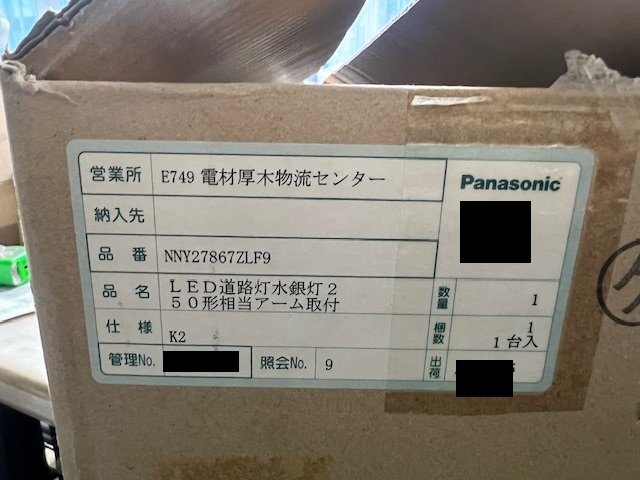 営業所 E749 電材厚木物流センター
Panasonic
納入先
品番 NNY27867ZLF9
品名 LED道路灯水銀灯2
50形相当アーム取付
数量 1
仕様 K2
梱数 1
1台入
管理No.
照会No. 9
出荷